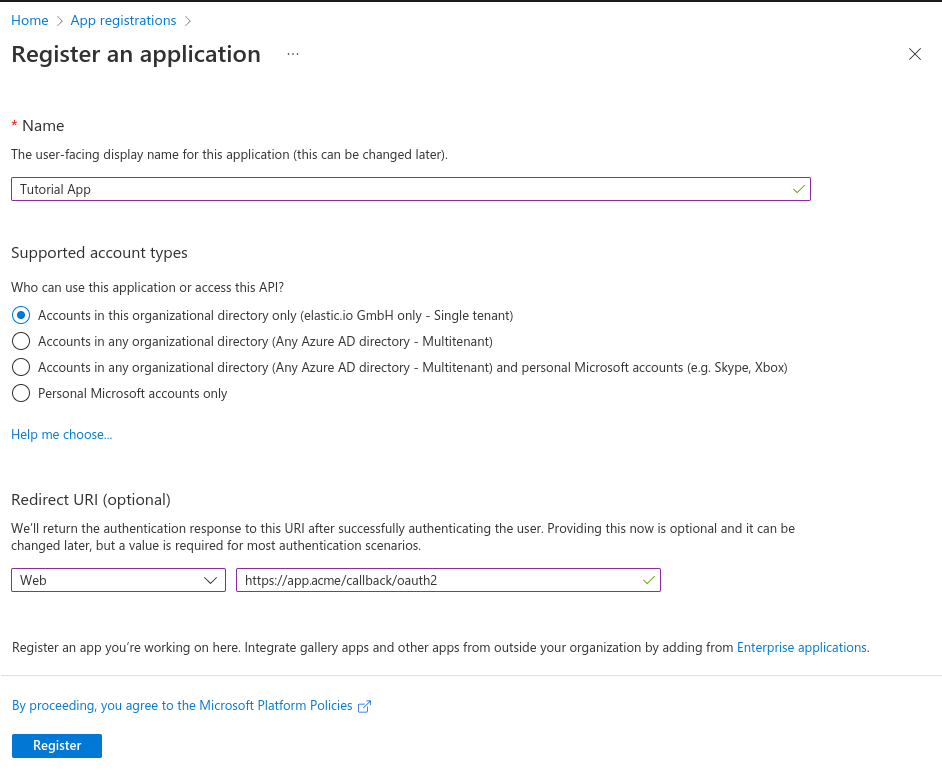 Home > App registrations >
Register an application ...
* Name
The user-facing display name for this application (this can be changed later).
Tutorial App
Supported account types
Who can use this application or access this API?
Accounts in this organizational directory only (elastic.io GmbH only - Single tenant)
Accounts in any organizational directory (Any Azure AD directory - Multitenant)
Accounts in any organizational directory (Any Azure AD directory - Multitenant) and personal Microsoft accounts (e.g. Skype, Xbox)
Personal Microsoft accounts only
Help me choose...
Redirect URI (optional)
We'll return the authentication response to this URI after successfully authenticating the user. Providing this now is optional and it can be
changed later, but a value is required for most authentication scenarios.
Web https://app.acme/callback/oauth2
Register an app you're working on here. Integrate gallery apps and other apps from outside your organization by adding from Enterprise applications.
By proceeding, you agree to the Microsoft Platform Policies
Register